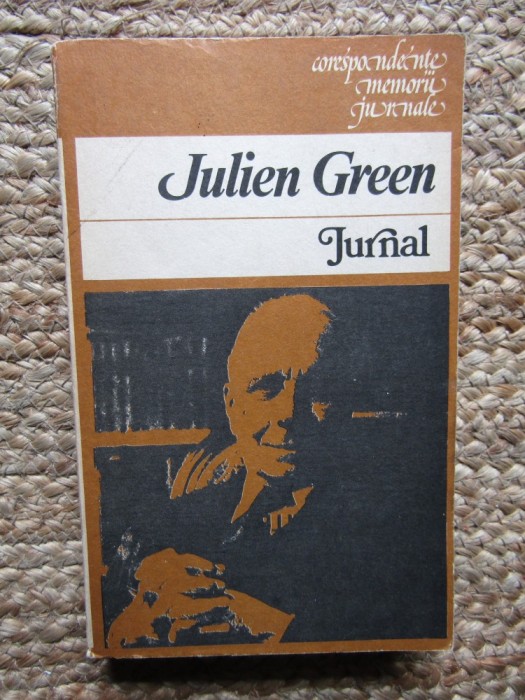 corespondențe
memorii
jurnale
Julien Green
Jurnal